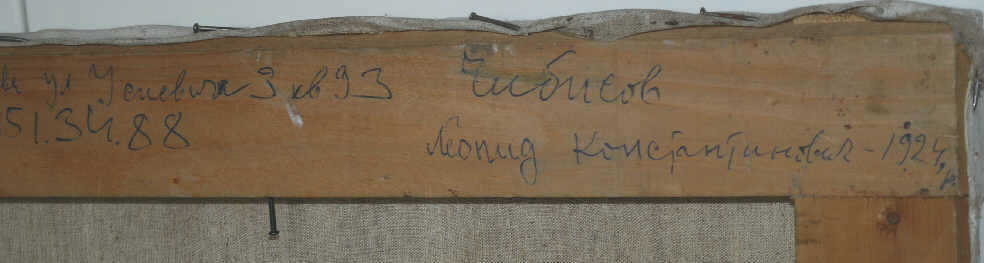 ул Усиевича 9 кв 93 Чибисов
51.34.88
Леонид Константинович - 1924,